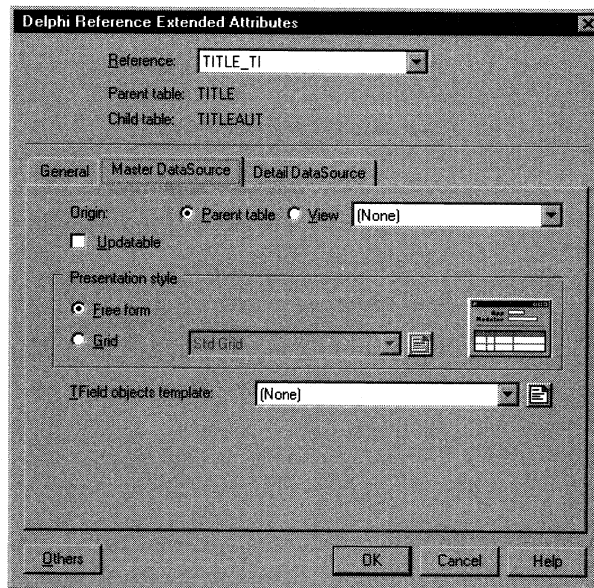 Delphi Reference Extended Attributes
Reference: TITLE_TI
Parent table: TITLE
Child table: TITLEAUT
General Master DataSource Detail DataSource
Origin: Parent table View (None)
Updatable
Presentation style
Free form
Grid Std Grid
TField objects template: (None)
Others OK Cancel Help